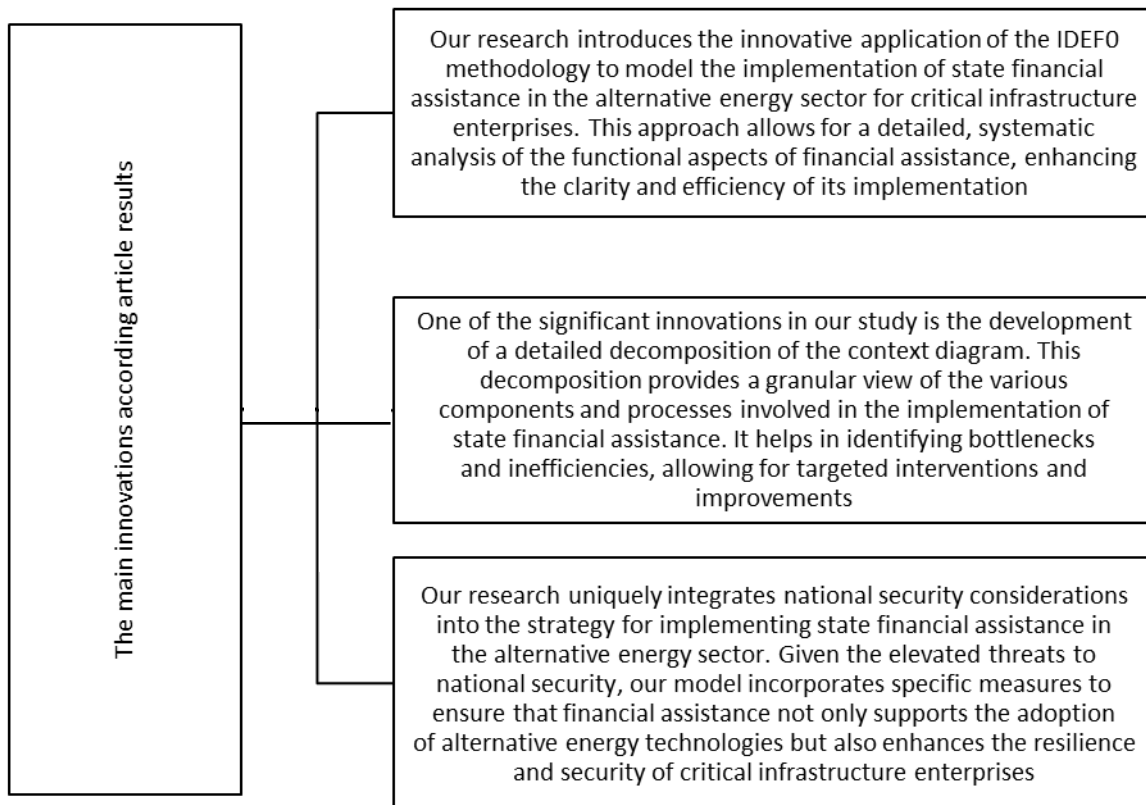 The main innovations according article results
Our research introduces the innovative application of the IDEF0
methodology to model the implementation of state financial
assistance in the alternative energy sector for critical infrastructure
enterprises. This approach allows for a detailed, systematic
analysis of the functional aspects of financial assistance, enhancing
the clarity and efficiency of its implementation
One of the significant innovations in our study is the development
of a detailed decomposition of the context diagram. This
decomposition provides a granular view of the various
components and processes involved in the implementation of
state financial assistance. It helps in identifying bottlenecks
and inefficiencies, allowing for targeted interventions and
improvements
Our research uniquely integrates national security considerations
into the strategy for implementing state financial assistance in
the alternative energy sector. Given the elevated threats to
national security, our model incorporates specific measures to
ensure that financial assistance not only supports the adoption
of alternative energy technologies but also enhances the resilience
and security of critical infrastructure enterprises